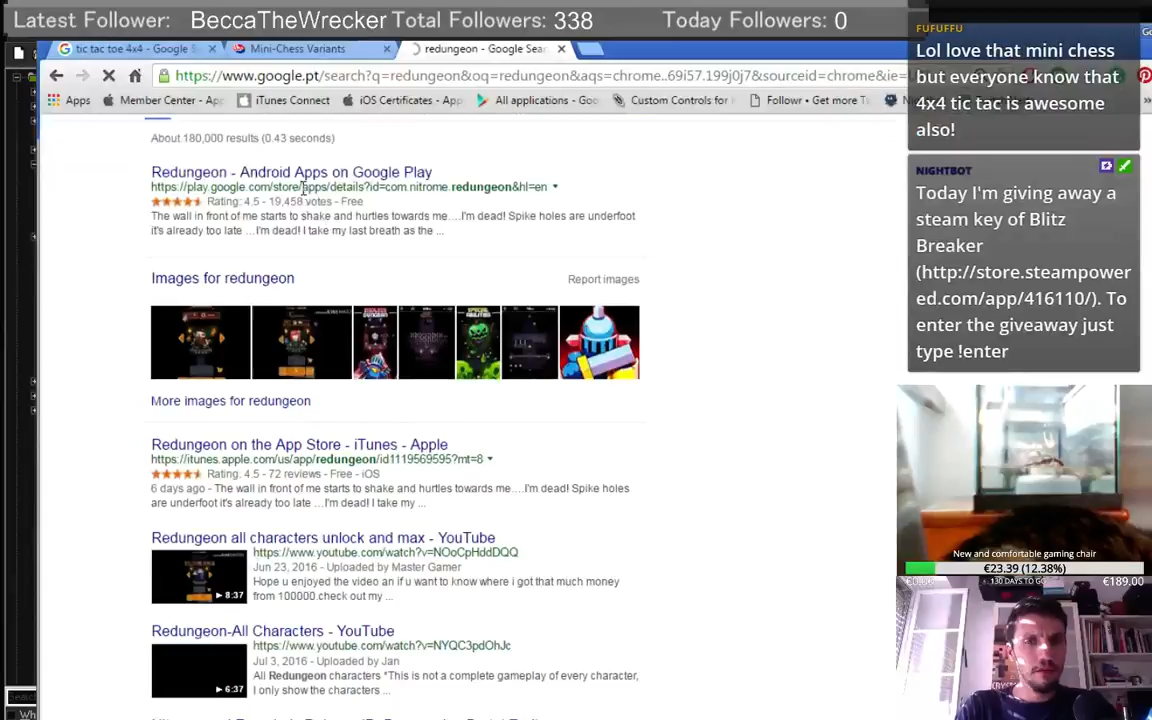 Latest Follower: BeccaTheWrecker Total Followers: 338 Today Followers: 0
tic tac toe 4x4 - Google S
Mini-Chess Variants
redungeon - Google Sear
https://www.google.pt/search?q=redungeon&oq=redungeon&aqs=chrome..69i57.199j0j7&sourceid=chrome&ie=
Apps
Member Center - Ap
iTunes Connect
iOS Certificates - Ap
All applications - Goo
Custom Controls for
Followr - Get more T
About 180,000 results (0.43 seconds)
Redungeon - Android Apps on Google Play
https://play.google.com/store/apps/details?id=com.nitrome.redungeon&hl=en
Rating: 4.5 - 19,458 votes - Free
The wall in front of me starts to shake and hurtles towards me....I'm dead! Spike holes are underfoot
it's already too late ...I'm dead! I take my last breath as the ...
Images for redungeon
Report images
More images for redungeon
Redungeon on the App Store - iTunes - Apple
https://itunes.apple.com/us/app/redungeon/id1119569595?mt=8
Rating: 4.5 - 72 reviews - Free - iOS
6 days ago - The wall in front of me starts to shake and hurtles towards me....I'm dead! Spike holes
are underfoot it's already too late ...I'm dead! I take my ...
Redungeon all characters unlock and max - YouTube
https://www.youtube.com/watch?v=NOoCpHddDQQ
Jun 23, 2016 - Uploaded by Master Gamer
Hope u enjoyed the video an if u want to know where i got that much money
from 100000.check out my ...
8:37
Redungeon-All Characters - YouTube
https://www.youtube.com/watch?v=NYQC3pdOhJc
Jul 3, 2016 - Uploaded by Jan
All Redungeon characters *This is not a complete gameplay of every character,
I only show the characters ...
6:37
FUFUFFU
Lol love that mini chess
but everyone know that
4x4 tic tac is awesome
also!
NIGHTBOT
Today I'm giving away a
steam key of Blitz
Breaker
(http://store.steampower
ed.com/app/416110/). To
enter the giveaway just
type !enter
New and comfortable gaming chair
€23.39 (12.38%)
130 DAYS TO GO
€189.00